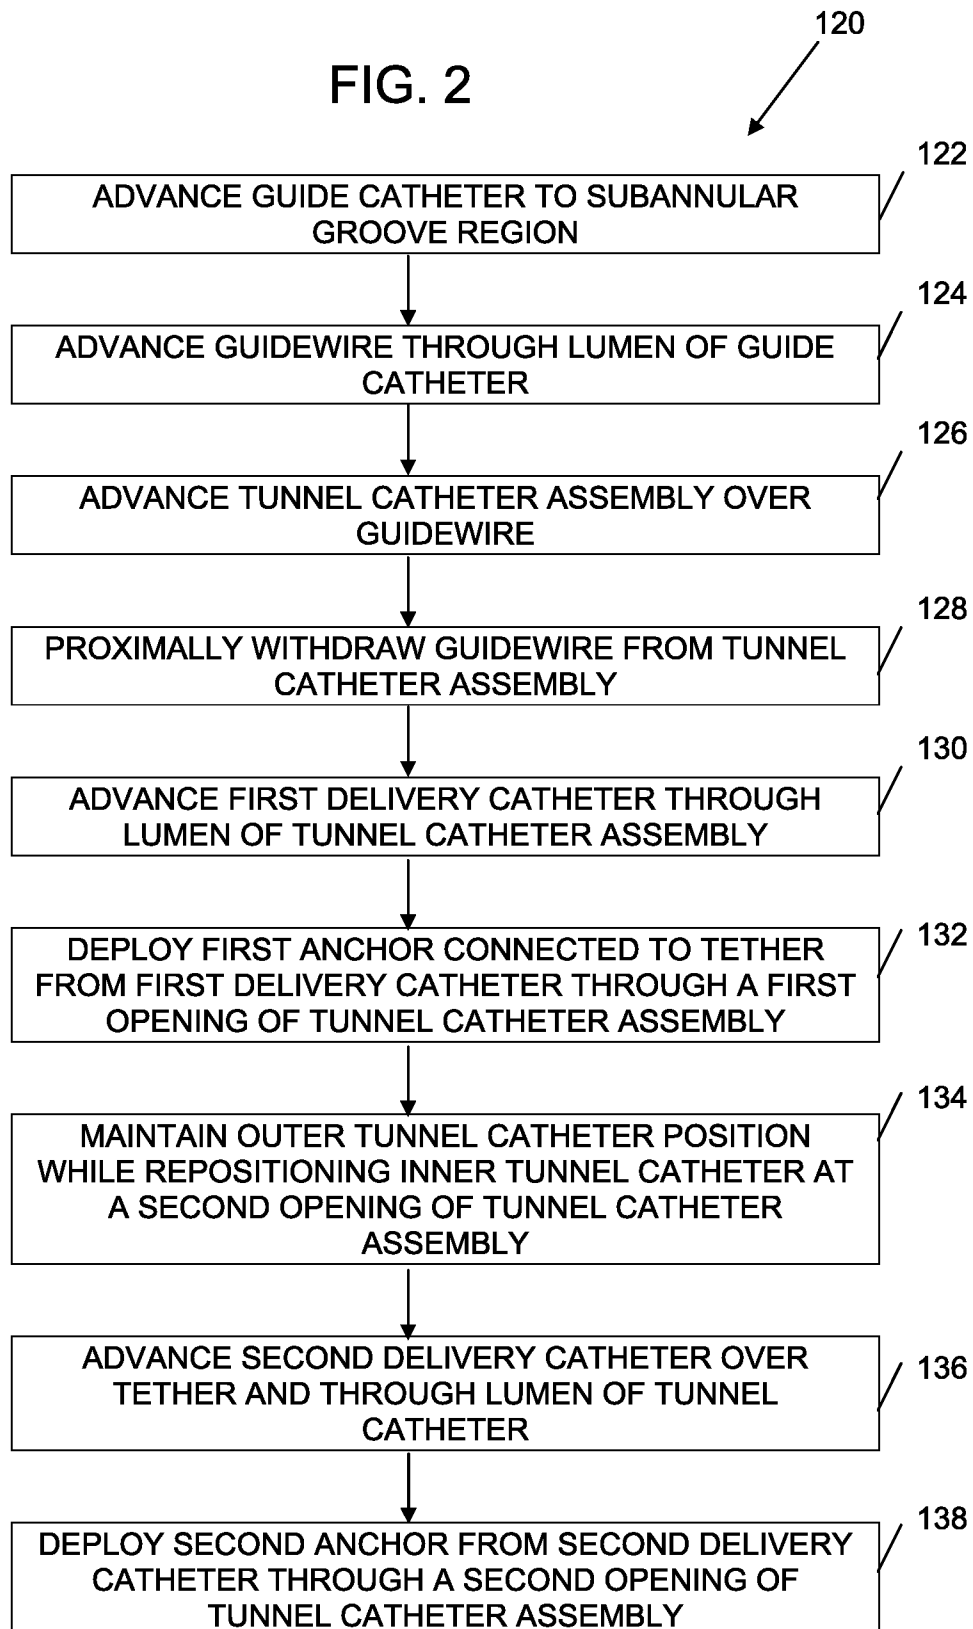 120
FIG. 2
122
ADVANCE GUIDE CATHETER TO SUBANNULAR
GROOVE REGION
124
ADVANCE GUIDEWIRE THROUGH LUMEN OF GUIDE
CATHETER
126
ADVANCE TUNNEL CATHETER ASSEMBLY OVER
GUIDEWIRE
128
PROXIMALLY WITHDRAW GUIDEWIRE FROM TUNNEL
CATHETER ASSEMBLY
130
ADVANCE FIRST DELIVERY CATHETER THROUGH
LUMEN OF TUNNEL CATHETER ASSEMBLY
132
DEPLOY FIRST ANCHOR CONNECTED TO TETHER
FROM FIRST DELIVERY CATHETER THROUGH A FIRST
OPENING OF TUNNEL CATHETER ASSEMBLY
134
MAINTAIN OUTER TUNNEL CATHETER POSITION
WHILE REPOSITIONING INNER TUNNEL CATHETER AT
A SECOND OPENING OF TUNNEL CATHETER
ASSEMBLY
136
ADVANCE SECOND DELIVERY CATHETER OVER
TETHER AND THROUGH LUMEN OF TUNNEL
CATHETER
138
DEPLOY SECOND ANCHOR FROM SECOND DELIVERY
CATHETER THROUGH A SECOND OPENING OF
TUNNEL CATHETER ASSEMBLY